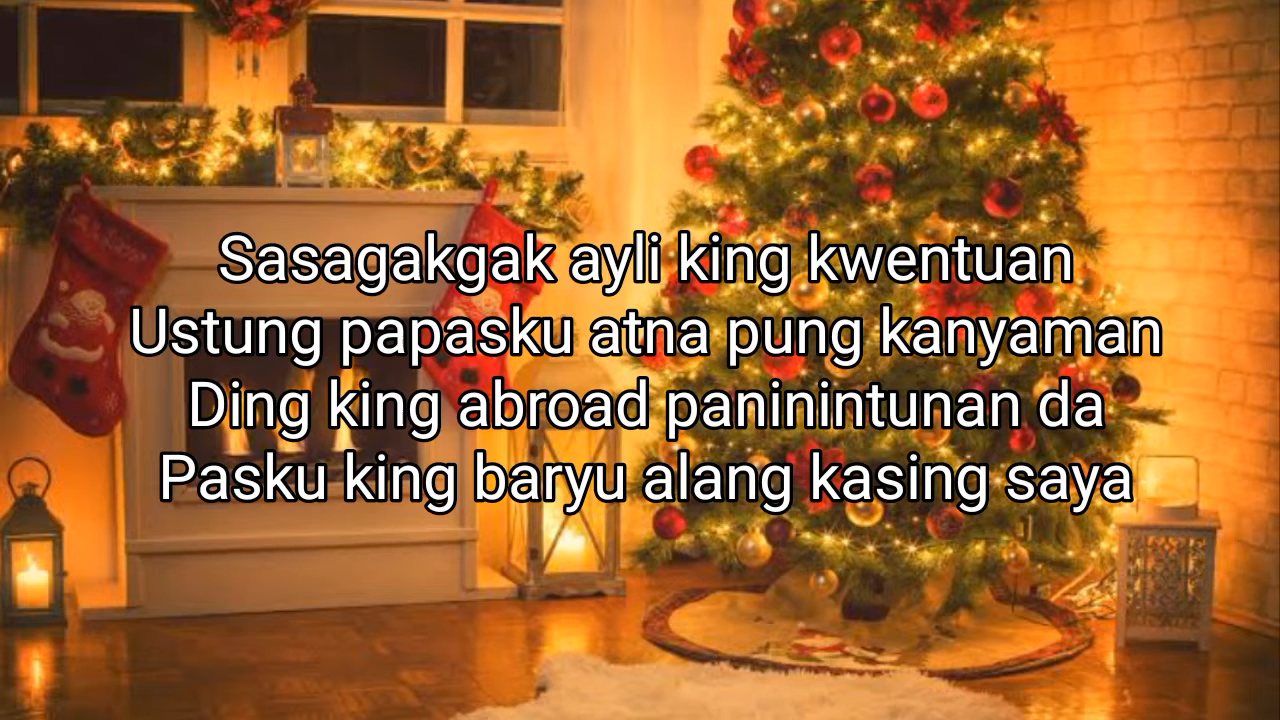 Sasagakgak ayli king kwentuan
Ustung papasku atna pung kanyaman
Ding king abroad paninintunan da
Pasku king baryu alang kasing saya